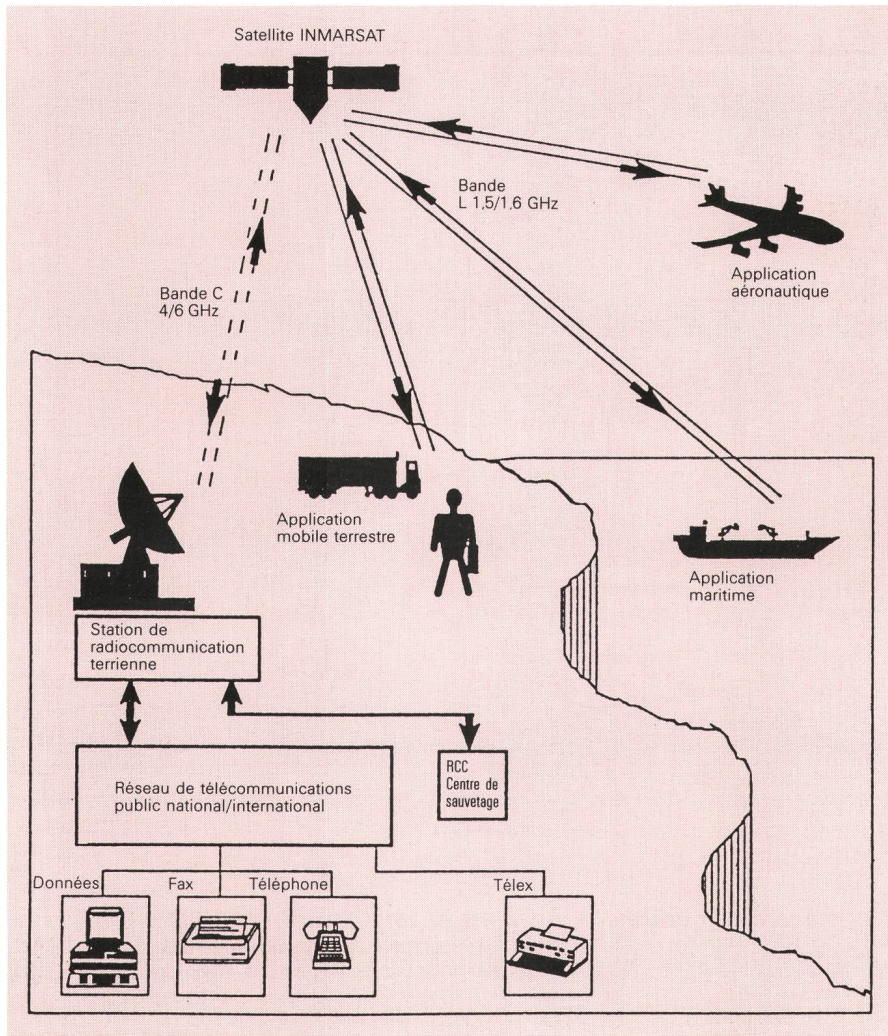 Satellite INMARSAT
Bande
L 1,5/1,6 GHz
Application
aéronautique
Bande C
4/6 GHz
Application
mobile terrestre
Application
maritime
Station de
radiocommunication
terrienne
Réseau de télécommunications
public national/international
RCC
Centre de
sauvetage
Données
Fax
Téléphone
Télex